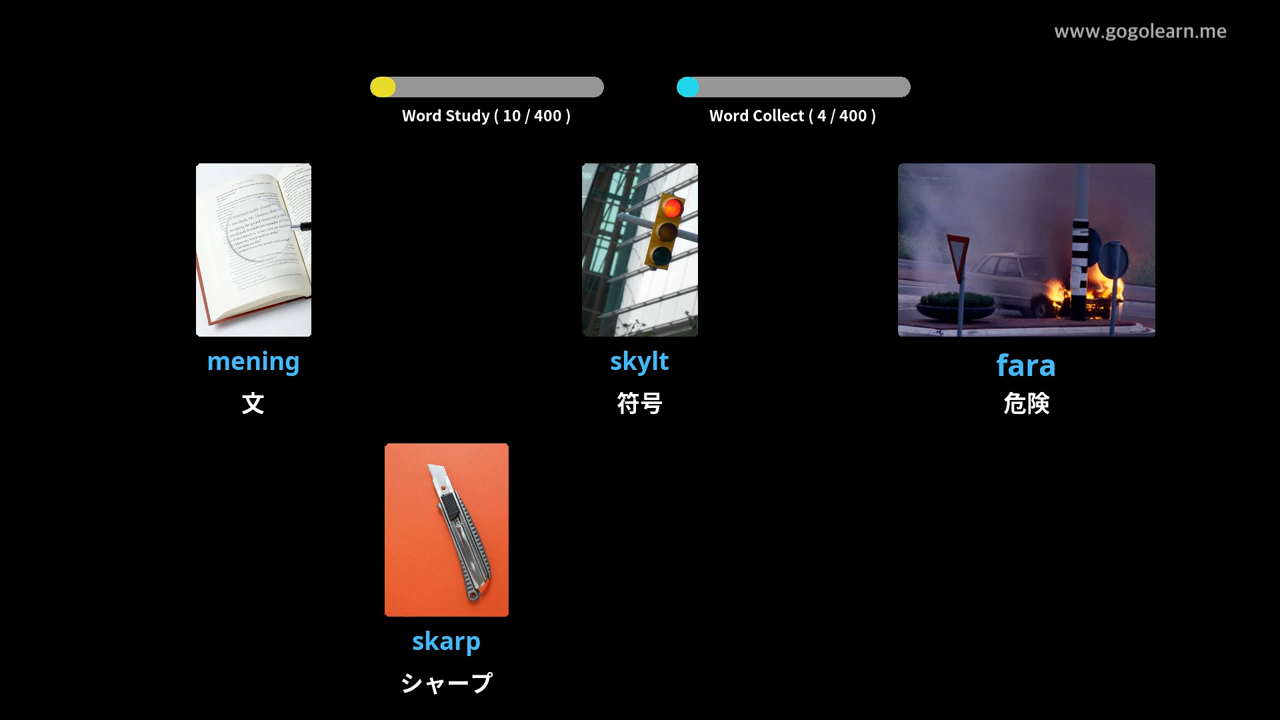 www.gogolearn.me
Word Study ( 10 / 400 )
Word Collect ( 4 / 400 )
mening
文
skylt
符号
fara
危険
skarp
シャープ